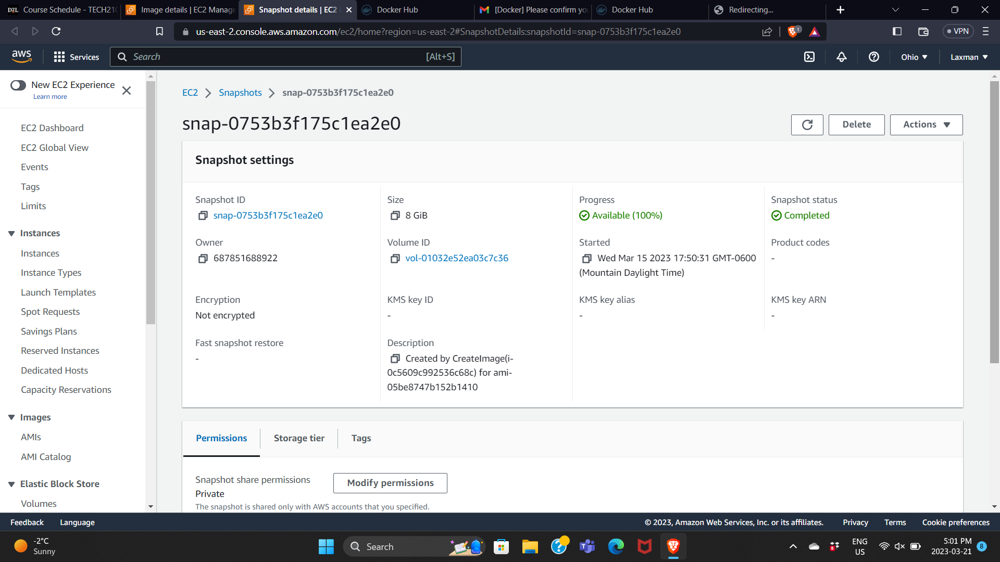 D2L Course Schedule - TECH210
Image details | EC2 Manage
Snapshot details | EC2
Docker Hub
[Docker] Please confirm yo
Docker Hub
Redirecting...
us-east-2.console.aws.amazon.com/ec2/home?region=us-east-2#SnapshotDetails:snapshotId=snap-0753b3f175c1ea2e0
1
VPN
aws
Services
Search
[Alt+S]
Ohio
Laxman
New EC2 Experience
Learn more
EC2 Dashboard
EC2 Global View
Events
Tags
Limits
Instances
Instances
Instance Types
Launch Templates
Spot Requests
Savings Plans
Reserved Instances
Dedicated Hosts
Capacity Reservations
Images
AMIs
AMI Catalog
Elastic Block Store
Volumes
EC2 > Snapshots > snap-0753b3f175c1ea2e0
snap-0753b3f175c1ea2e0
Delete
Actions
Snapshot settings
Snapshot ID
snap-0753b3f175c1ea2e0
Size
8 GiB
Progress
Available (100%)
Snapshot status
Completed
Owner
687851688922
Volume ID
vol-01032e52ea03c7c36
Started
Wed Mar 15 2023 17:50:31 GMT-0600
(Mountain Daylight Time)
Product codes
-
Encryption
Not encrypted
KMS key ID
-
KMS key alias
-
KMS key ARN
-
Fast snapshot restore
-
Description
Created by CreateImage(i-
0c5609c992536c68c) for ami-
05be8747b152b1410
Permissions
Storage tier
Tags
Snapshot share permissions
Private
Modify permissions
The snapshot is shared only with AWS accounts that you specified.
Feedback
Language
© 2023, Amazon Web Services, Inc. or its affiliates.
Privacy
Terms
Cookie preferences
-2°C
Sunny
Search
ENG
US
5:01 PM
2023-03-21
8